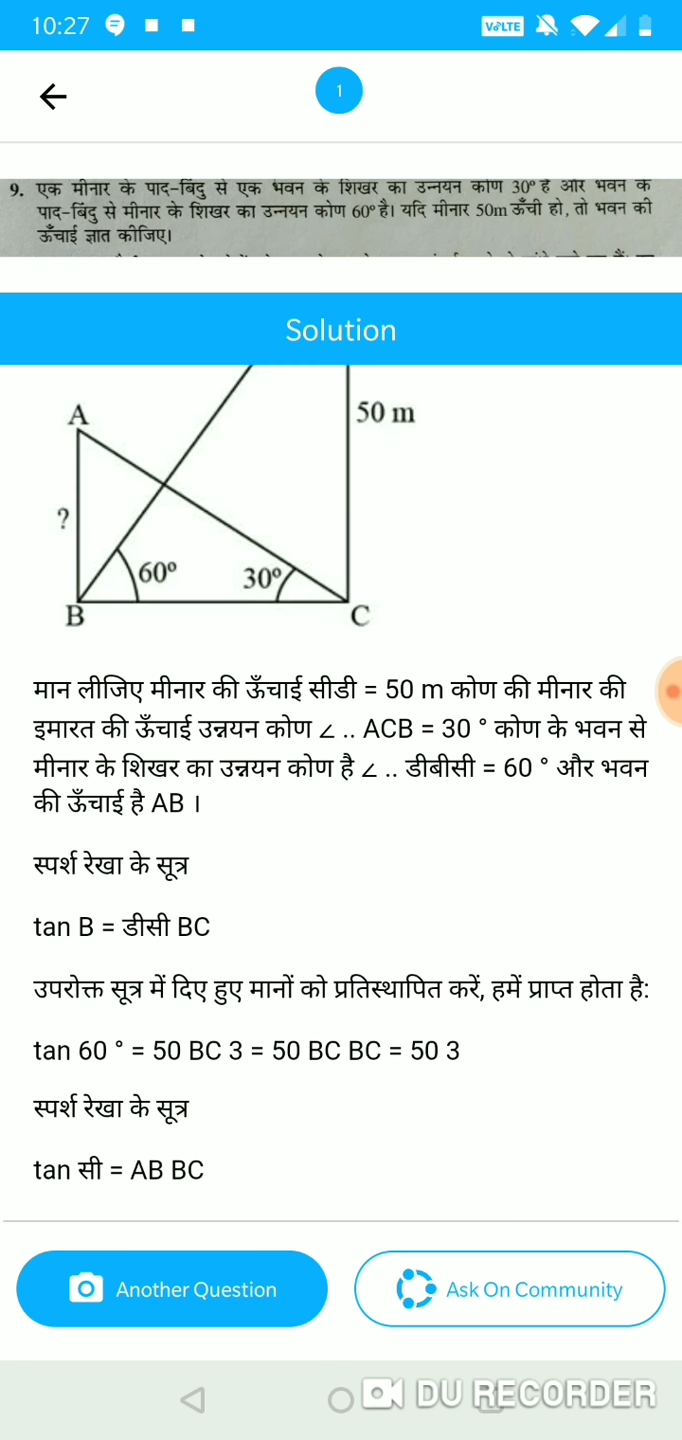 10:27
VoLTE
1
9. एक मीनार के पाद-बिंदु से एक भवन के शिखर का उन्नयन कोण 30° है और भवन के
पाद-बिंदु से मीनार के शिखर का उन्नयन कोण 60° है। यदि मीनार 50m ऊँची हो, तो भवन की
ऊँचाई ज्ञात कीजिए।
Solution
A
50 m
?
60º
30º
B
C
मान लीजिए मीनार की ऊँचाई सीडी = 50 m कोण की मीनार की
इमारत की ऊँचाई उन्नयन कोण ∠ .. ACB = 30 ° कोण के भवन से
मीनार के शिखर का उन्नयन कोण है ∠ .. डीबीसी = 60 ° और भवन
की ऊँचाई है AB ।
स्पर्श रेखा के सूत्र
tan B = डीसी BC
उपरोक्त सूत्र में दिए हुए मानों को प्रतिस्थापित करें, हमें प्राप्त होता है:
tan 60 ° = 50 BC 3 = 50 BC BC = 50 3
स्पर्श रेखा के सूत्र
tan सी = AB BC
Another Question
Ask On Community
DU RECORDER